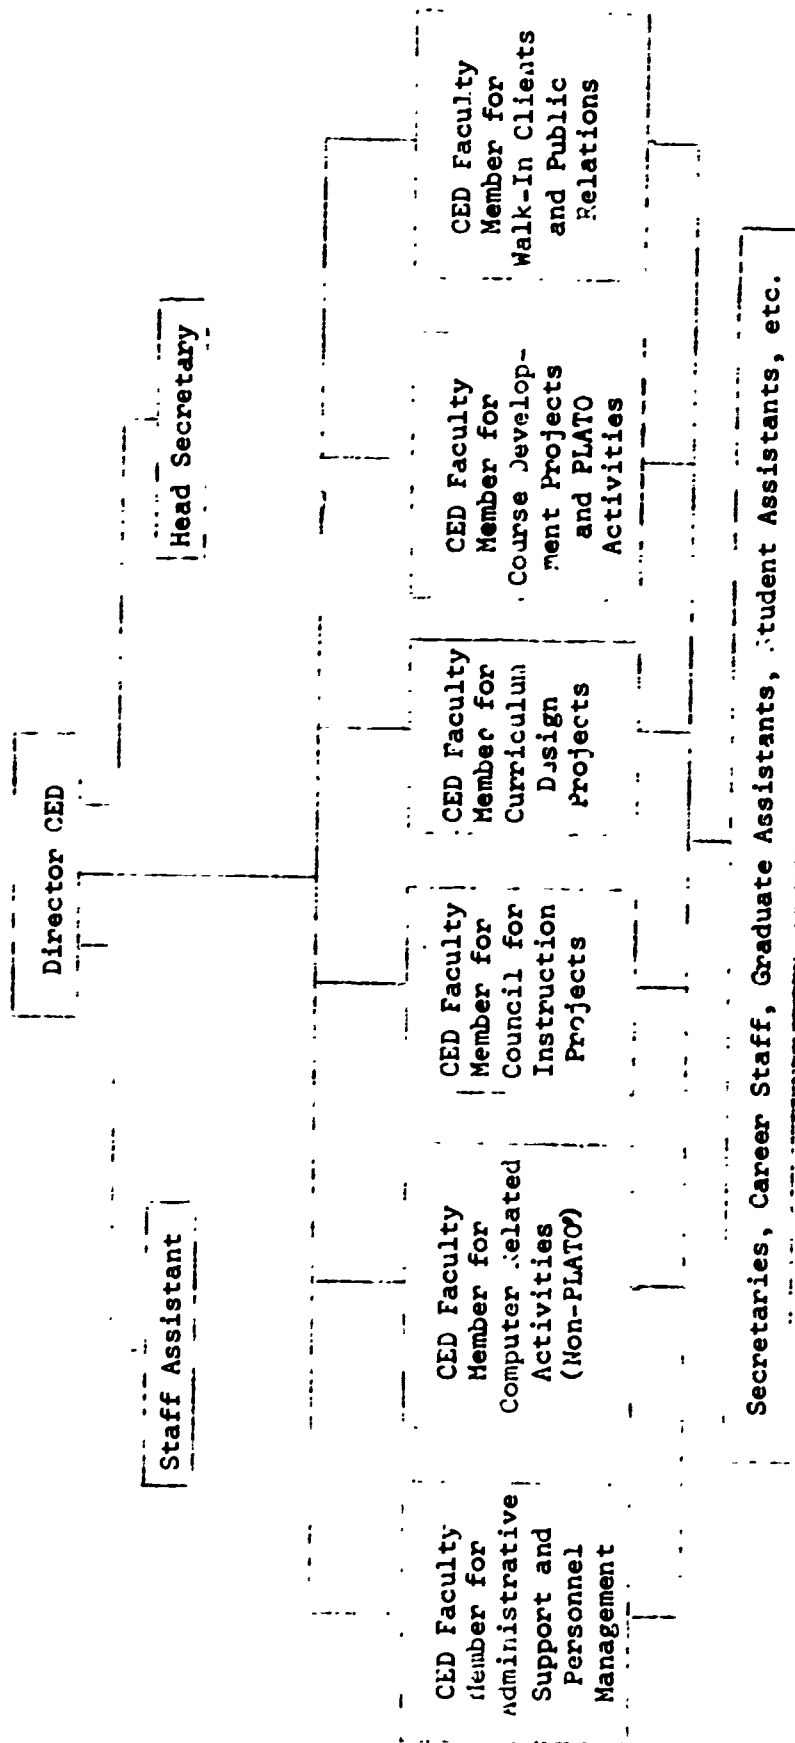 Director CED
Staff Assistant
Head Secretary
CED Faculty
Member for
Administrative
Support and
Personnel
Management
CED Faculty
Member for
Computer Related
Activities
(Non-PLATO)
CED Faculty
Member for
Council for
Instruction
Projects
CED Faculty
Member for
Curriculum
Design
Projects
CED Faculty
Member for
Course Develop-
ment Projects
and PLATO
Activities
CED Faculty
Member for
Walk-In Clients
and Public
Relations
Secretaries, Career Staff, Graduate Assistants, Student Assistants, etc.